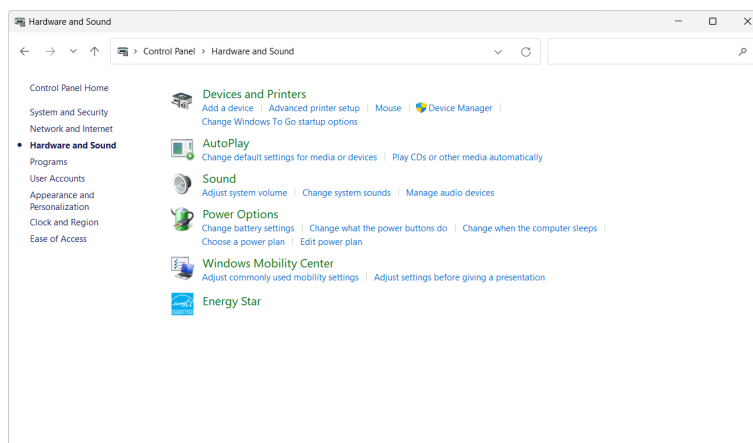 Hardware and Sound
Control Panel > Hardware and Sound
Control Panel Home
System and Security
Network and Internet
Hardware and Sound
Programs
User Accounts
Appearance and
Personalization
Clock and Region
Ease of Access
Devices and Printers
Add a device | Advanced printer setup | Mouse | Device Manager |
Change Windows To Go startup options
AutoPlay
Change default settings for media or devices | Play CDs or other media automatically
Sound
Adjust system volume | Change system sounds | Manage audio devices
Power Options
Change battery settings | Change what the power buttons do | Change when the computer sleeps |
Choose a power plan | Edit power plan
Windows Mobility Center
Adjust commonly used mobility settings | Adjust settings before giving a presentation
Energy Star